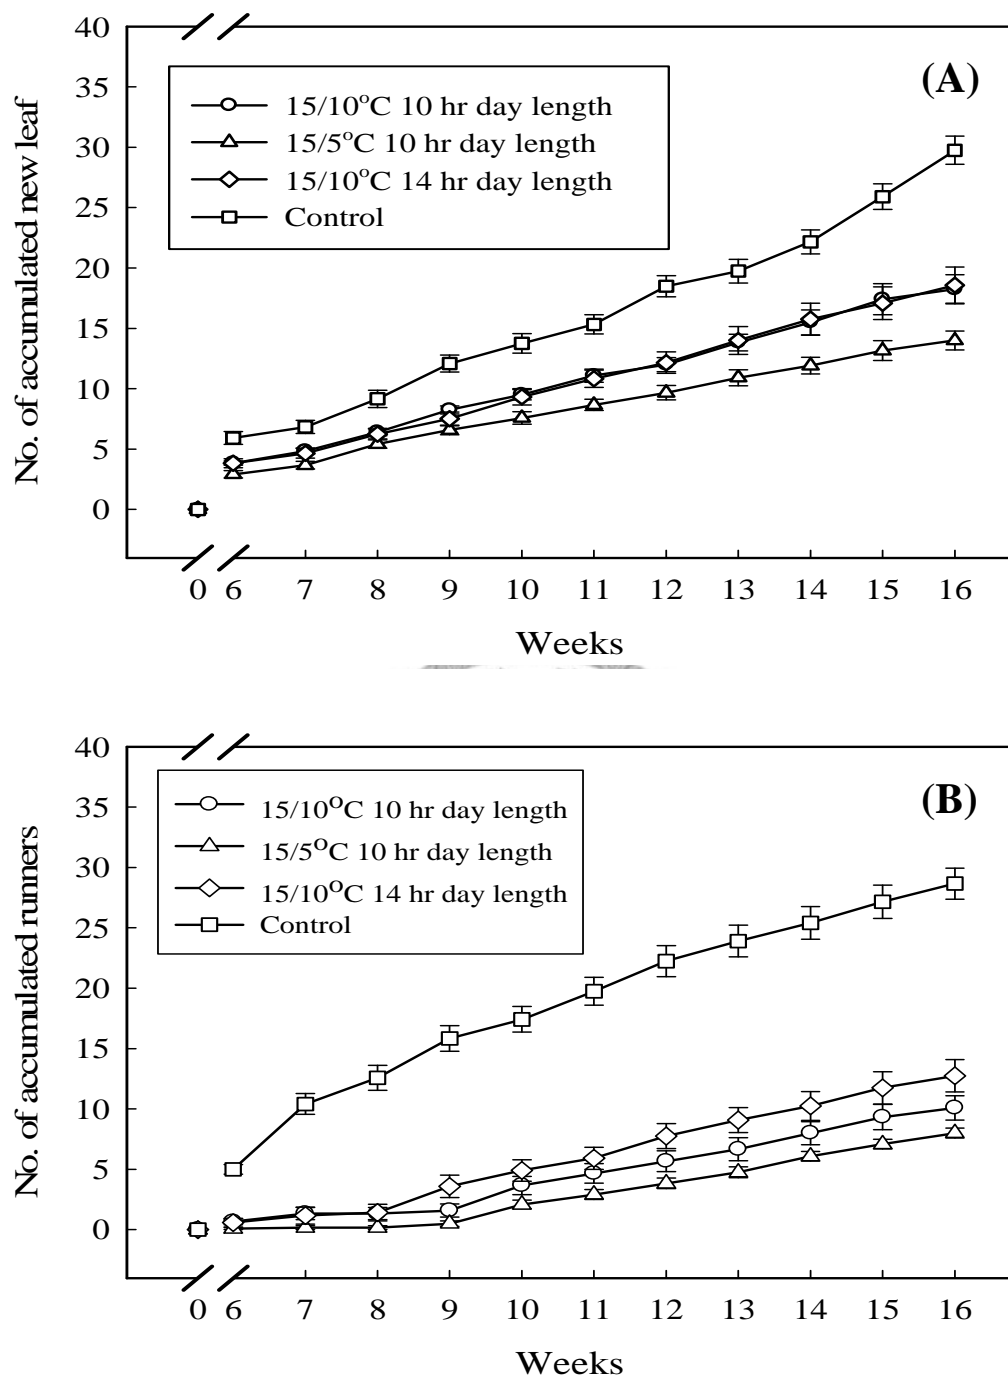 40
35
30
25
20
15
10
5
0
No. of accumulated new leaf
(A)
15/10°C 10 hr day length
15/5°C 10 hr day length
15/10°C 14 hr day length
Control
0 6 7 8 9 10 11 12 13 14 15 16
Weeks
40
35
30
25
20
15
10
5
0
No. of accumulated runners
(B)
15/10°C 10 hr day length
15/5°C 10 hr day length
15/10°C 14 hr day length
Control
0 6 7 8 9 10 11 12 13 14 15 16
Weeks